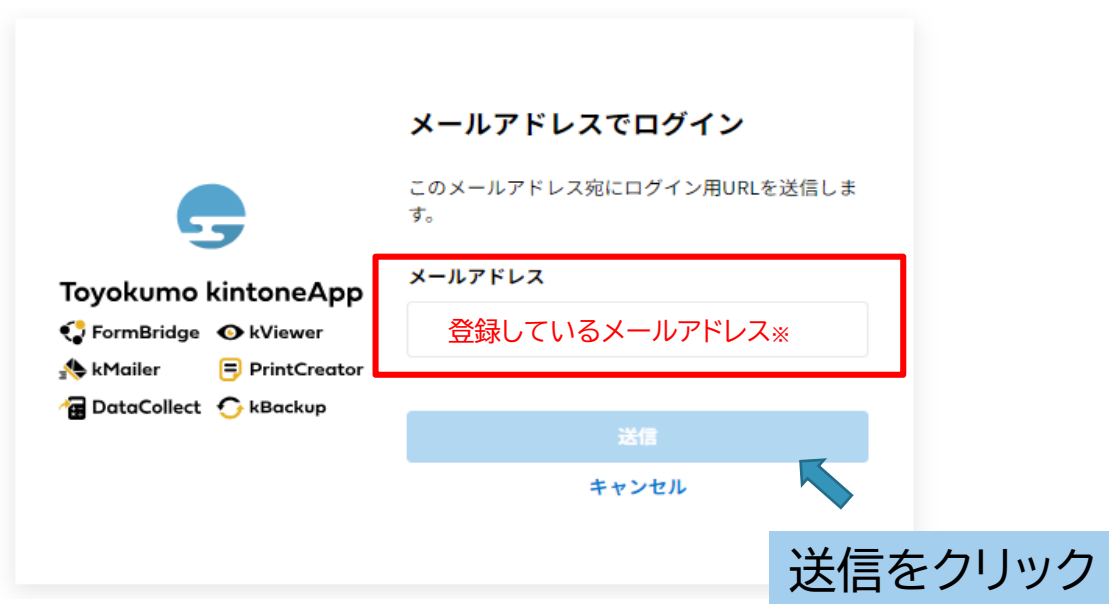 メールアドレスでログイン
このメールアドレス宛にログイン用URLを送信しま
す。
メールアドレス
登録しているメールアドレス※
送信
キャンセル
送信をクリック
Toyokumo kintoneApp
FormBridge kViewer
kMailer PrintCreator
DataCollect kBackup